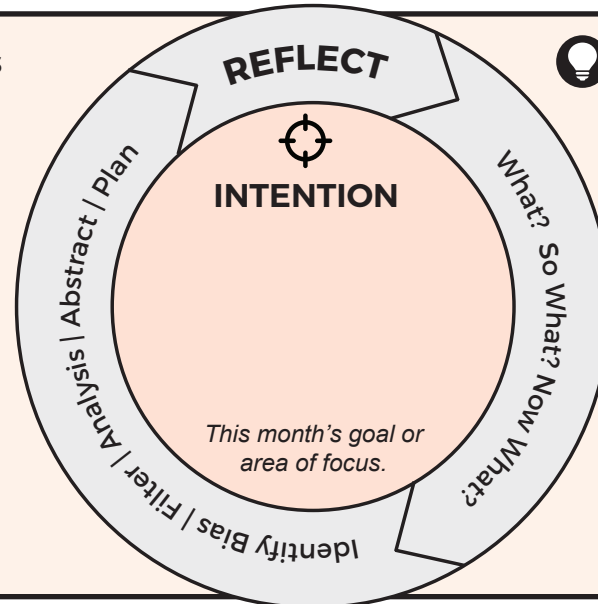 REFLECT
INTENTION
This month's goal or
area of focus.
What? So What? Now What?
Identify Bias | Filter | Analysis | Abstract | Plan